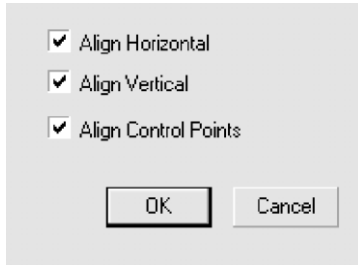 Align Horizontal
Align Vertical
Align Control Points
OK Cancel